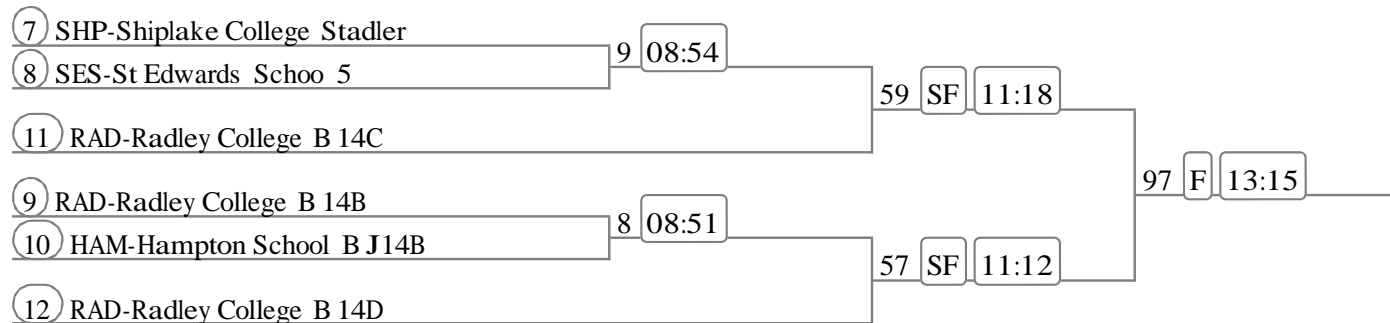 7 SHP-Shiplake College Stadler
9 08:54
8 SES-St Edwards Schoo 5
59 SF 11:18
11 RAD-Radley College B 14C
97 F 13:15
9 RAD-Radley College B 14B
8 08:51
10 HAM-Hampton School B J14B
57 SF 11:12
12 RAD-Radley College B 14D